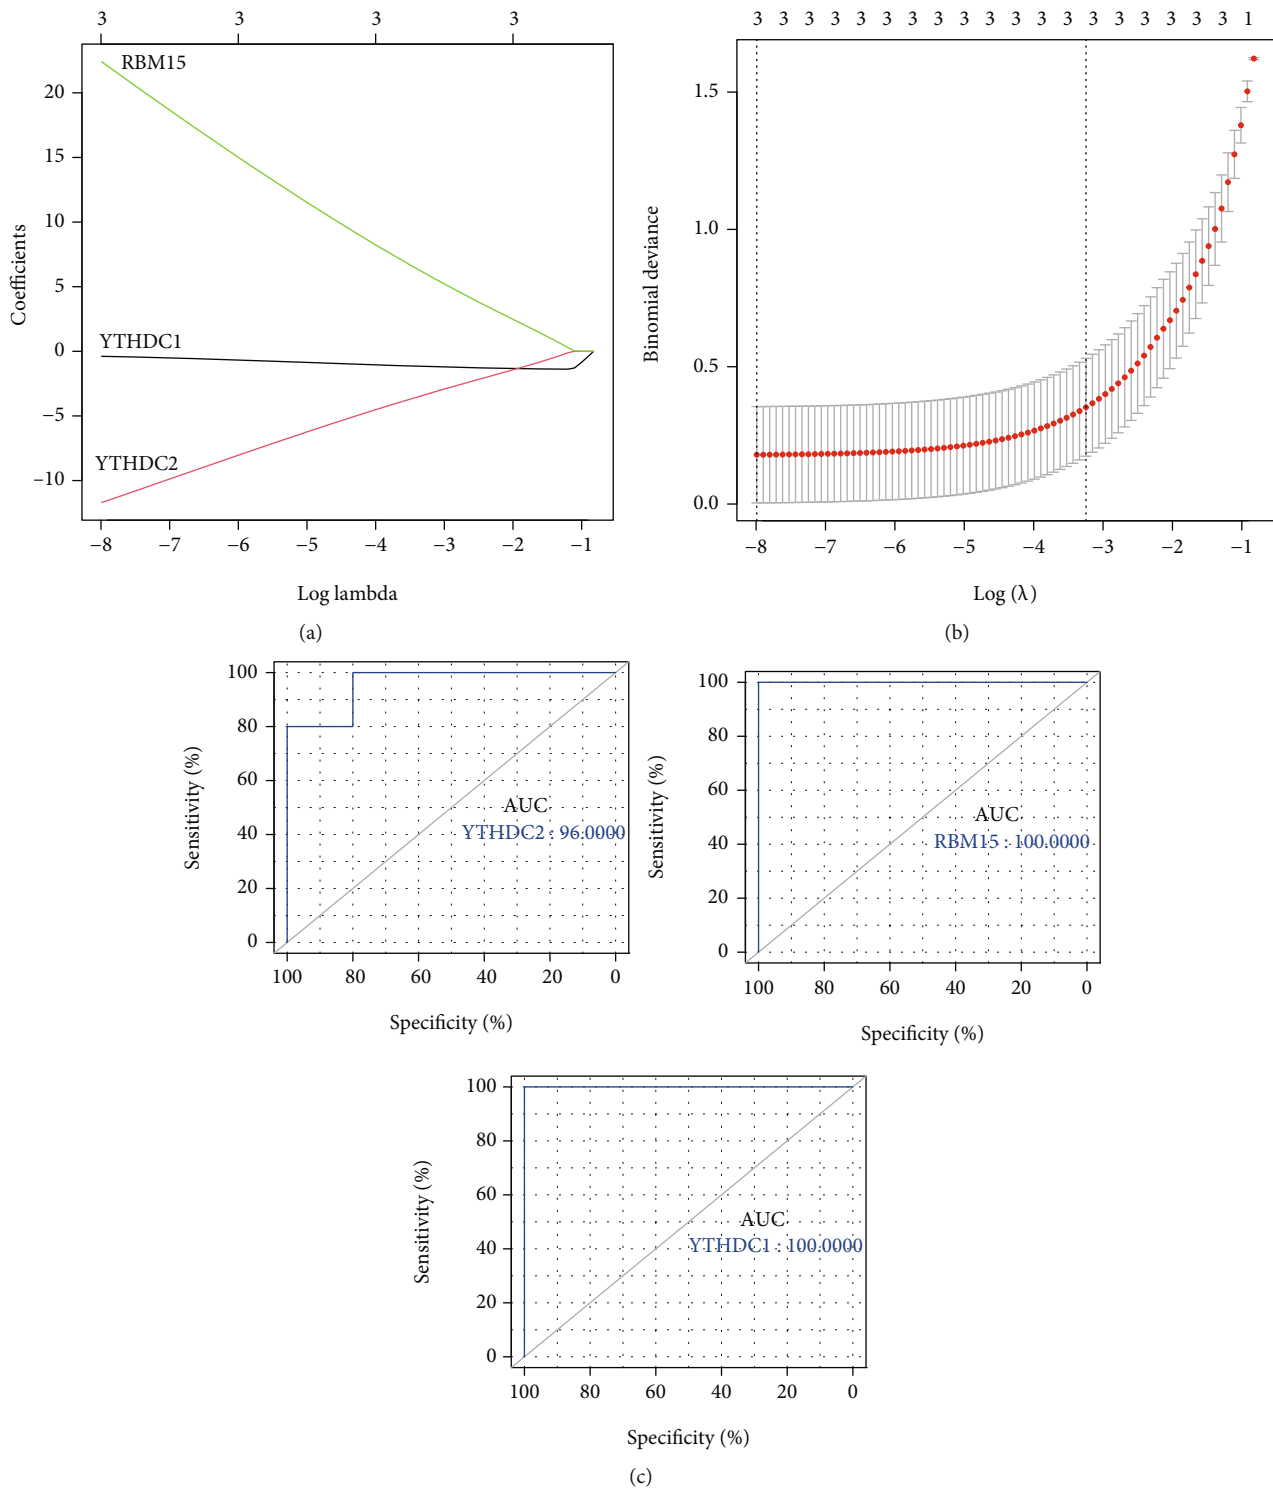 3 3 3 3
RBM15
YTHDC1
YTHDC2
20
15
10
5
0
−5
−10
Coefficients
−8 −7 −6 −5 −4 −3 −2 −1
Log lambda
(a)
3 3 3 3 3 3 3 3 3 3 3 3 3 3 3 3 3 3 1
1.5
1.0
0.5
0.0
Binomial deviance
−8 −7 −6 −5 −4 −3 −2 −1
Log (λ)
(b)
100
80
60
40
20
0
Sensitivity (%)
AUC
YTHDC2 : 96.0000
100 80 60 40 20 0
Specificity (%)
100
80
60
40
20
0
Sensitivity (%)
AUC
RBM15 : 100.0000
100 80 60 40 20 0
Specificity (%)
100
80
60
40
20
0
Sensitivity (%)
AUC
YTHDC1 : 100.0000
100 80 60 40 20 0
Specificity (%)
(c)